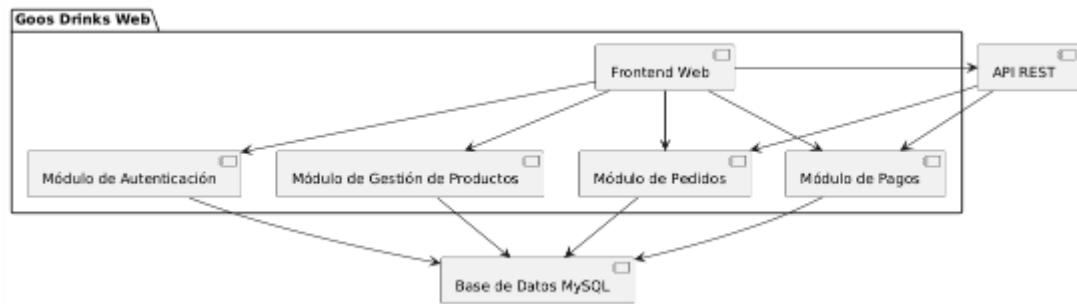 Goos Drinks Web
Frontend Web
API REST
Módulo de Autenticación
Módulo de Gestión de Productos
Módulo de Pedidos
Módulo de Pagos
Base de Datos MySQL